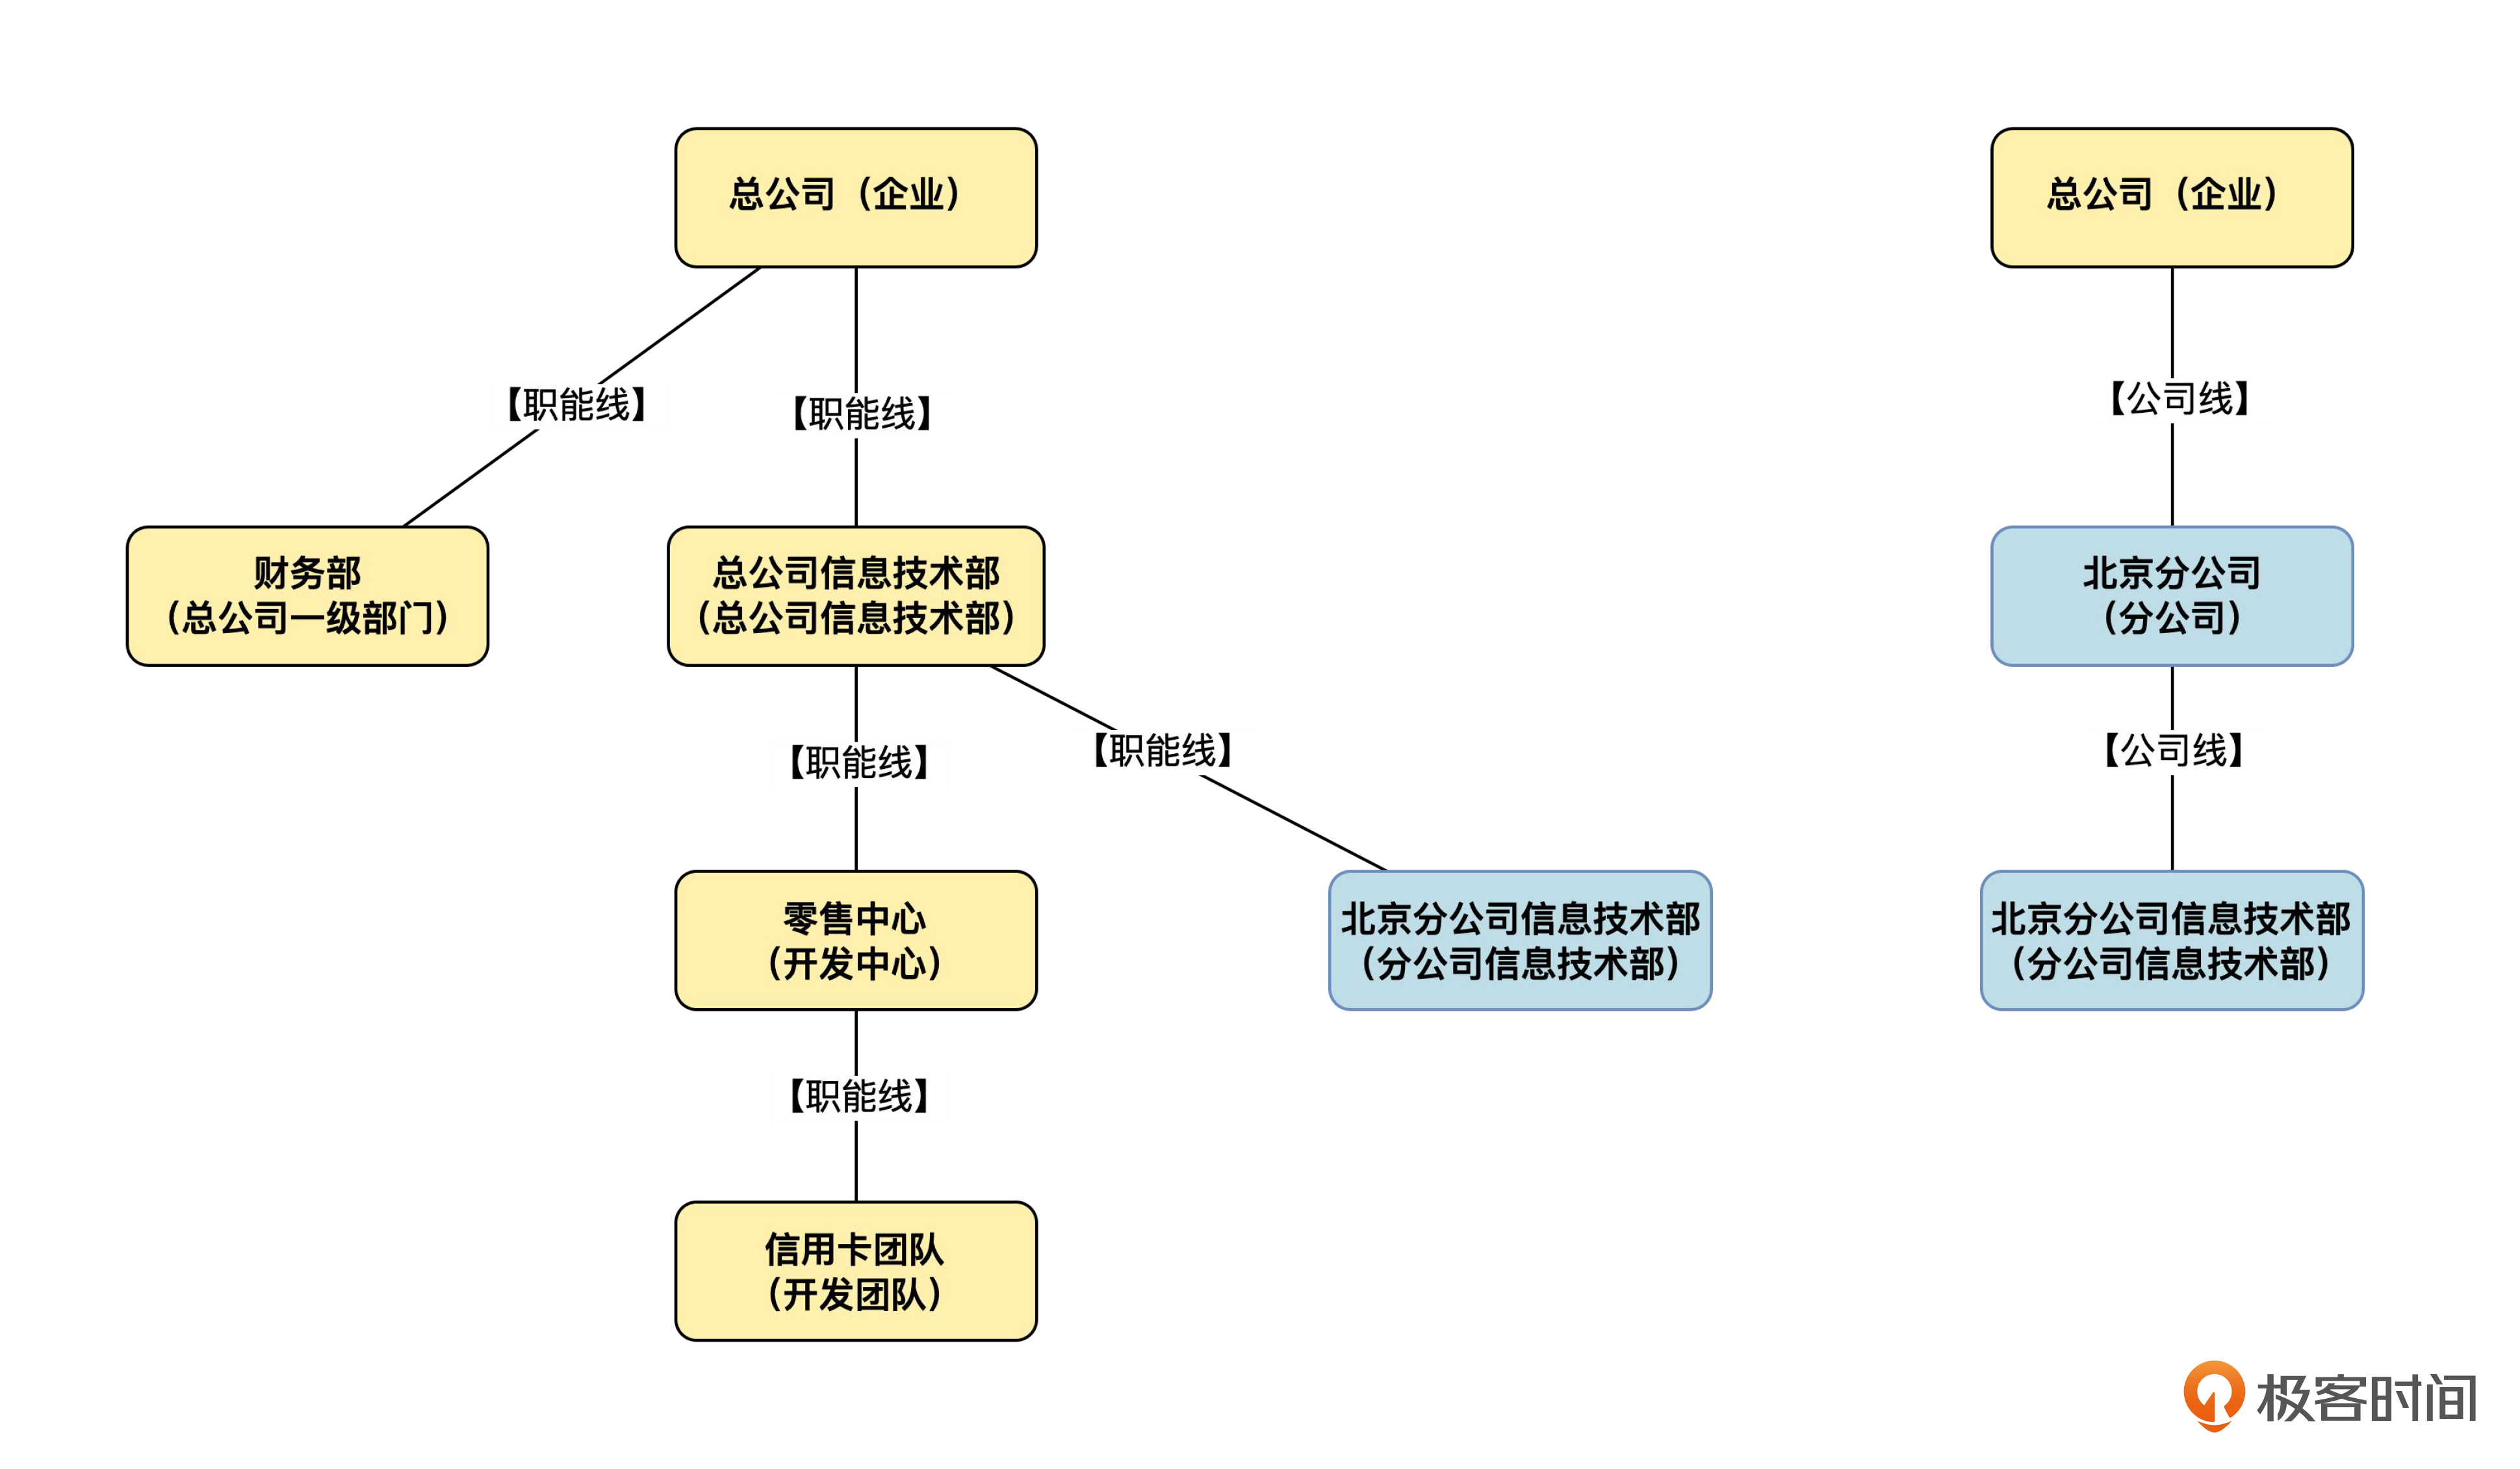 总公司（企业）
总公司（企业）
【职能线】
【职能线】
【公司线】
财务部
（总公司一级部门）
总公司信息技术部
（总公司信息技术部）
北京分公司
（分公司）
【职能线】
【职能线】
【公司线】
零售中心
（开发中心）
北京分公司信息技术部
（分公司信息技术部）
北京分公司信息技术部
（分公司信息技术部）
【职能线】
信用卡团队
（开发团队）
极客时间